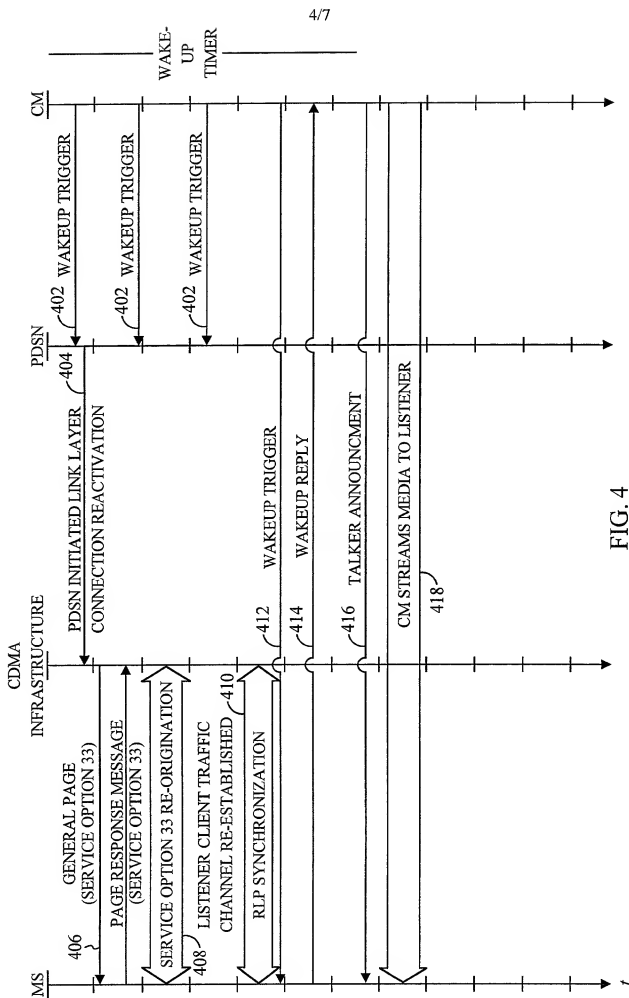 4/7
MS
CDMA
INFRASTRUCTURE
PDSN
CM
402
WAKEUP TRIGGER
404
PDSN INITIATED LINK LAYER
CONNECTION REACTIVATION
406
GENERAL PAGE
(SERVICE OPTION 33)
PAGE RESPONSE MESSAGE
(SERVICE OPTION 33)
402
WAKEUP TRIGGER
WAKE-
UP
TIMER
SERVICE OPTION 33 RE-ORIGINATION
408
LISTENER CLIENT TRAFFIC
CHANNEL RE-ESTABLISHED
410
402
WAKEUP TRIGGER
RLP SYNCHRONIZATION
412
WAKEUP TRIGGER
414
WAKEUP REPLY
416
TALKER ANNOUNCMENT
CM STREAMS MEDIA TO LISTENER
418
t
FIG. 4